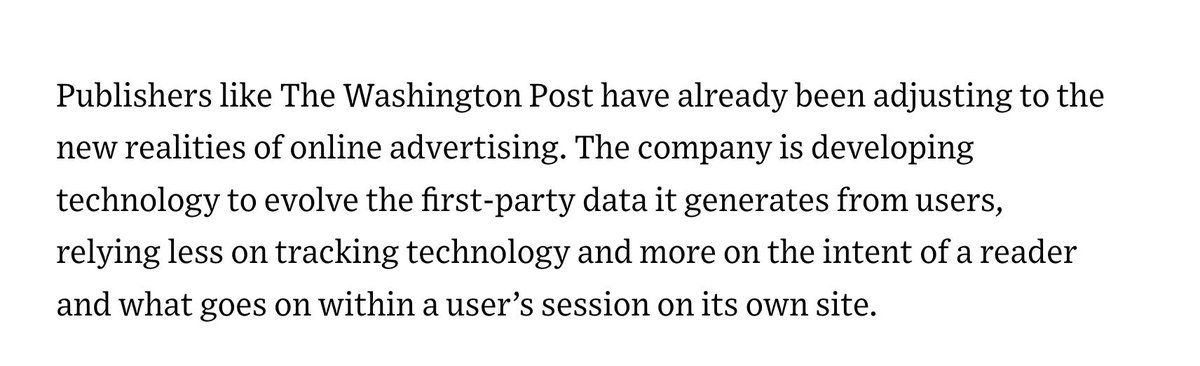 Publishers like The Washington Post have already been adjusting to the
new realities of online advertising. The company is developing
technology to evolve the first-party data it generates from users,
relying less on tracking technology and more on the intent of a reader
and what goes on within a user’s session on its own site.